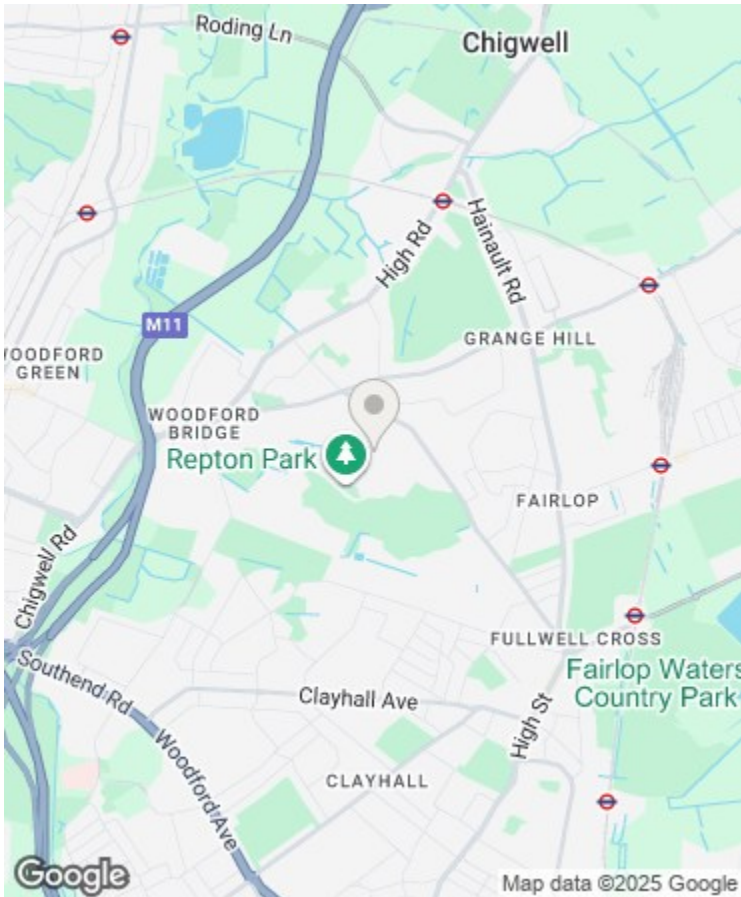 Roding Ln
Chigwell
Hainault Rd
High Rd
M11
GRANGE HILL
WOODFORD
GREEN
WOODFORD
BRIDGE
Repton Park
FAIRLOP
Chigwell Rd
FULLWELL CROSS
Southend Rd
Fairlop Waters
Country Park
Clayhall Ave
High St
Woodford Ave
CLAYHALL
Google
Map data ©2025 Google